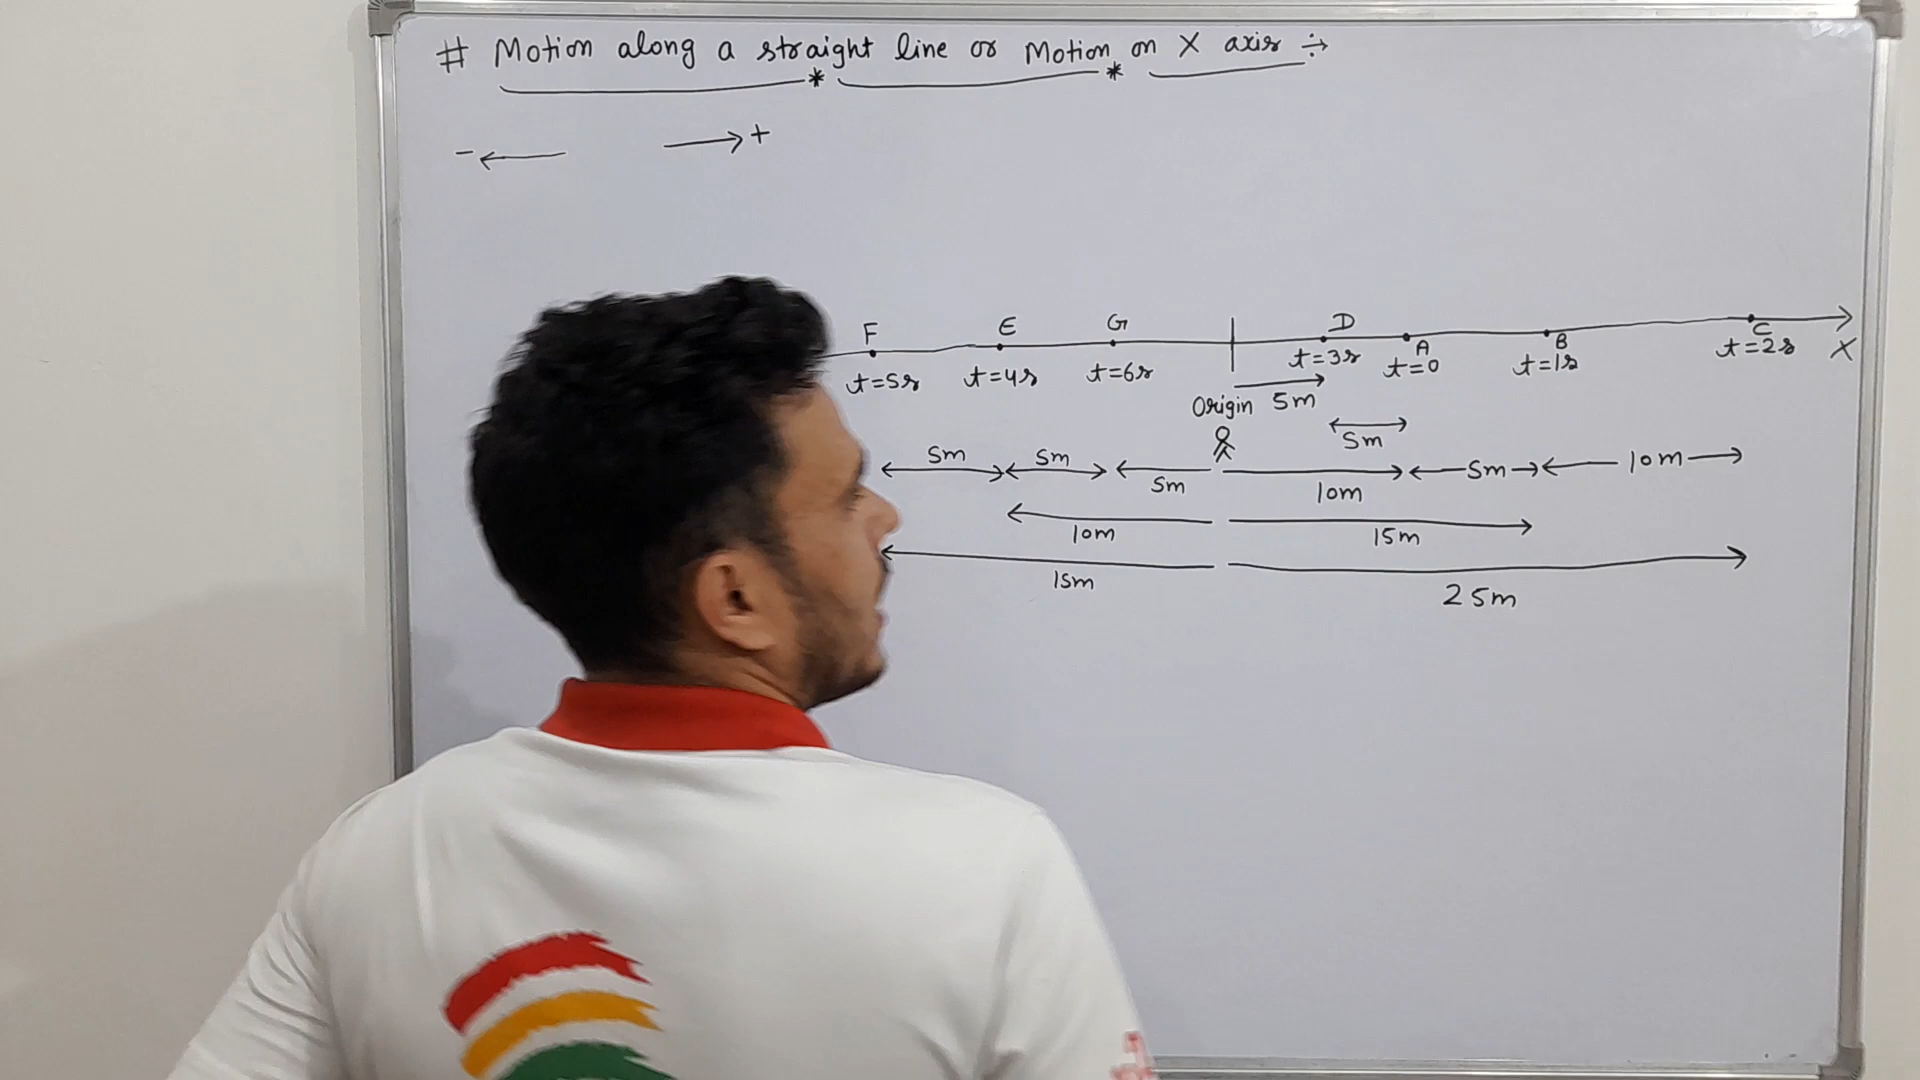 # Motion along a straight line or Motion on X axis ÷
* *
- +
F E G D
A B C
t=5s t=4s t=6s t=3s t=0 t=1s t=2s X
Origin 5m
5m
5m 5m 5m 10m 5m 10m
10m 15m
15m 25m